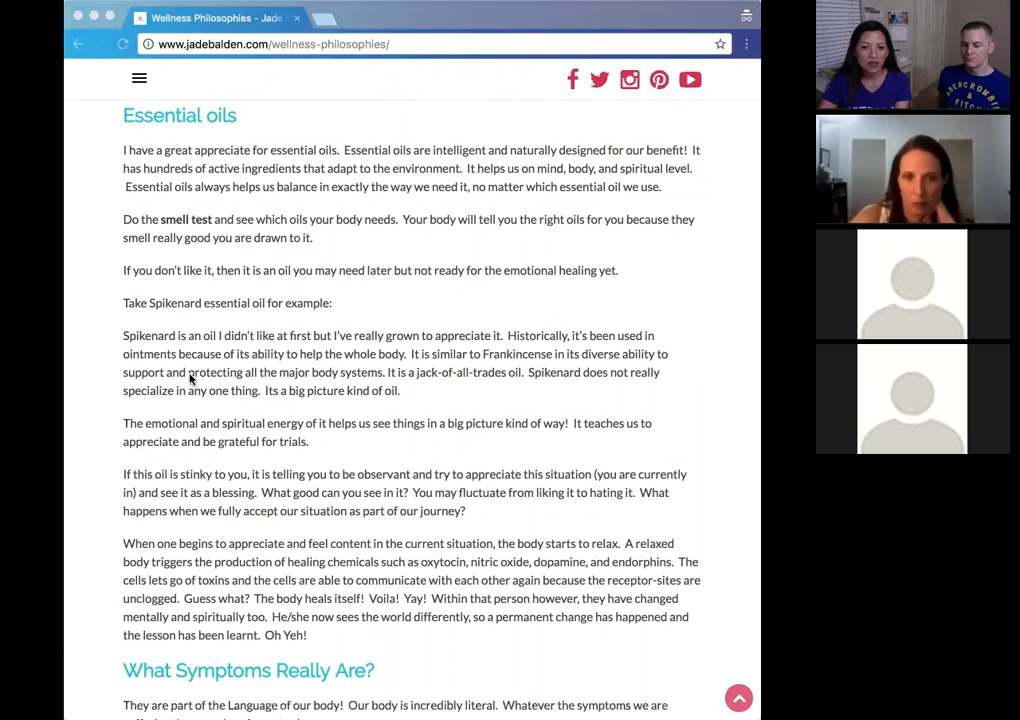 Wellness Philosophies - Jade
www.jadebalden.com/wellness-philosophies/
Essential oils
I have a great appreciate for essential oils. Essential oils are intelligent and naturally designed for our benefit! It
has hundreds of active ingredients that adapt to the environment. It helps us on mind, body, and spiritual level.
Essential oils always helps us balance in exactly the way we need it, no matter which essential oil we use.
Do the smell test and see which oils your body needs. Your body will tell you the right oils for you because they
smell really good you are drawn to it.
If you don't like it, then it is an oil you may need later but not ready for the emotional healing yet.
Take Spikenard essential oil for example:
Spikenard is an oil I didn't like at first but I've really grown to appreciate it. Historically, it's been used in
ointments because of its ability to help the whole body. It is similar to Frankincense in its diverse ability to
support and protecting all the major body systems. It is a jack-of-all-trades oil. Spikenard does not really
specialize in any one thing. Its a big picture kind of oil.
The emotional and spiritual energy of it helps us see things in a big picture kind of way! It teaches us to
appreciate and be grateful for trials.
If this oil is stinky to you, it is telling you to be observant and try to appreciate this situation (you are currently
in) and see it as a blessing. What good can you see in it? You may fluctuate from liking it to hating it. What
happens when we fully accept our situation as part of our journey?
When one begins to appreciate and feel content in the current situation, the body starts to relax. A relaxed
body triggers the production of healing chemicals such as oxytocin, nitric oxide, dopamine, and endorphins. The
cells lets go of toxins and the cells are able to communicate with each other again because the receptor-sites are
unclogged. Guess what? The body heals itself! Voila! Yay! Within that person however, they have changed
mentally and spiritually too. He/she now sees the world differently, so a permanent change has happened and
the lesson has been learnt. Oh Yeh!
What Symptoms Really Are?
They are part of the Language of our body! Our body is incredibly literal. Whatever the symptoms we are
ABERCROMBIE
& FITCH